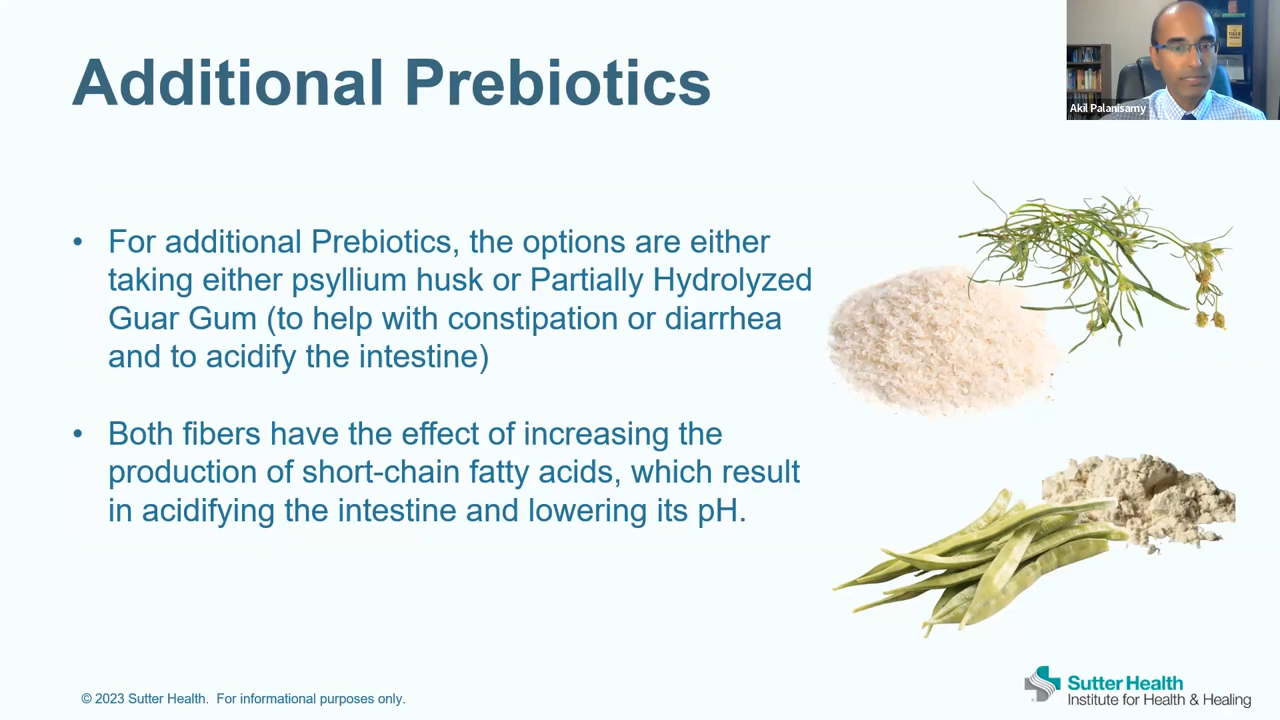 Additional Prebiotics
Akil Palanisamy
• For additional Prebiotics, the options are either
taking either psyllium husk or Partially Hydrolyzed
Guar Gum (to help with constipation or diarrhea
and to acidify the intestine)
• Both fibers have the effect of increasing the
production of short-chain fatty acids, which result
in acidifying the intestine and lowering its pH.
© 2023 Sutter Health. For informational purposes only.
Sutter Health
Institute for Health & Healing